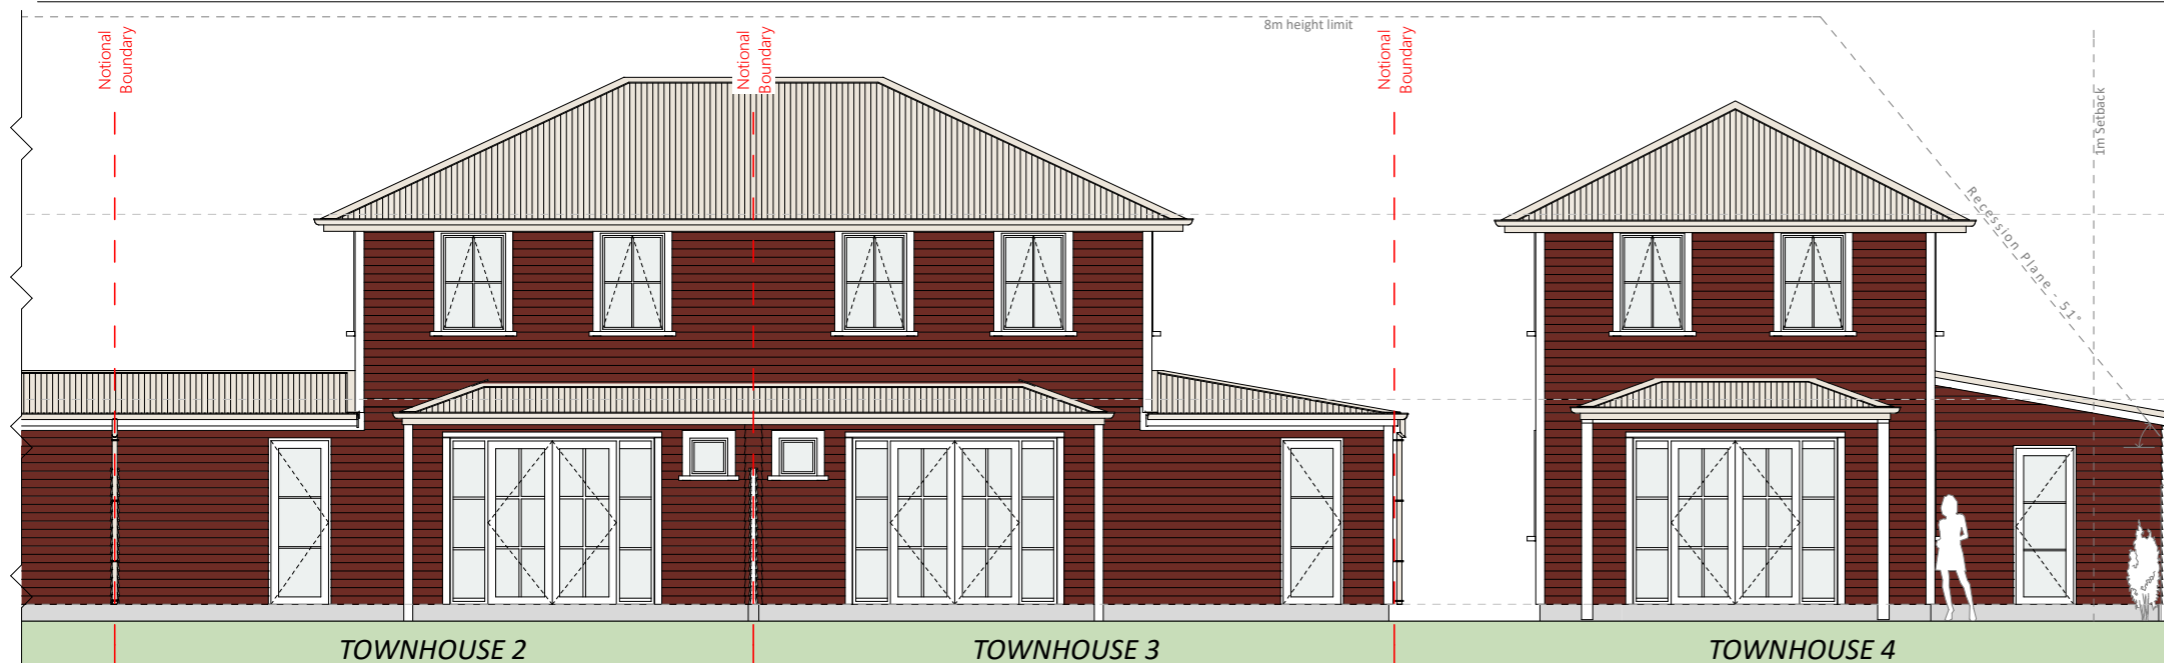 8m height limit
Notional
Boundary
Notional
Boundary
Notional
Boundary
1m Setback
Recession Plane - 51°
TOWNHOUSE 2
TOWNHOUSE 3
TOWNHOUSE 4